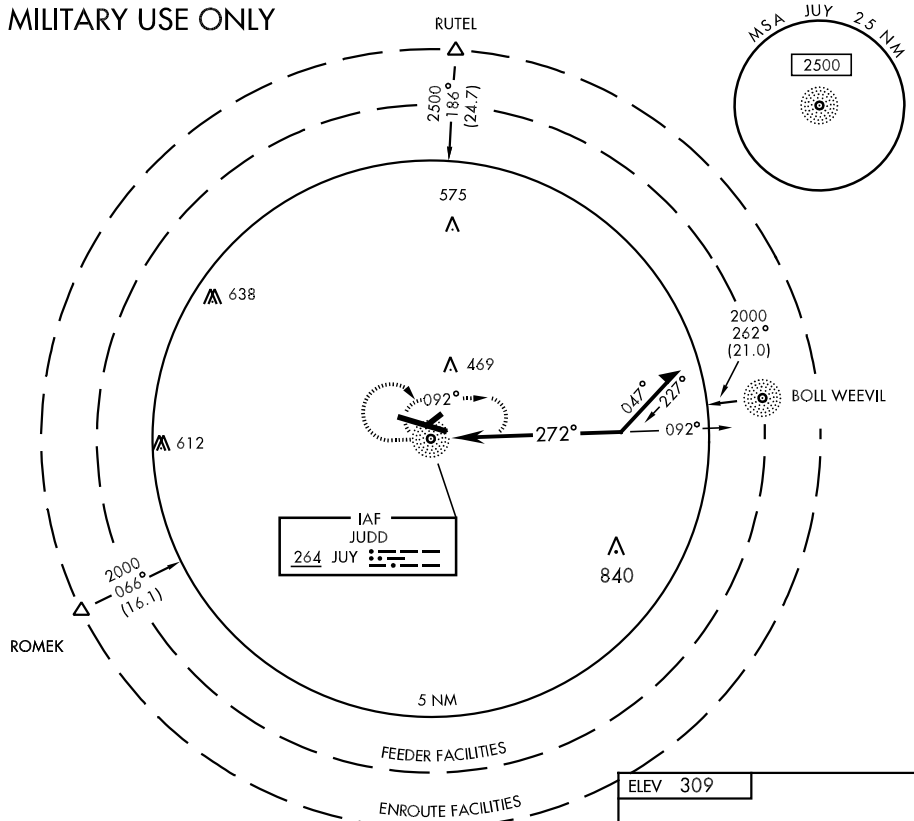 MILITARY USE ONLY
RUTEL
MSA JUY 25 NM
2500
2500
186°
(24.7)
575
638
469
2000
262°
(21.0)
BOLL WEEVIL
092°
047°
227°
272°
092°
612
IAF
JUDD
264 JUY
840
2000
066°
(16.1)
ROMEK
5 NM
FEEDER FACILITIES
ENROUTE FACILITIES
ELEV 309